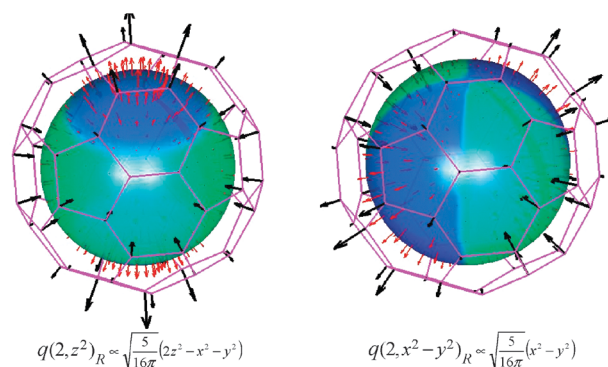 q(2,z²)_R ∝ √(5/16π) (2z² − x² − y²)
q(2,x² − y²)_R ∝ √(5/16π) (x² − y²)